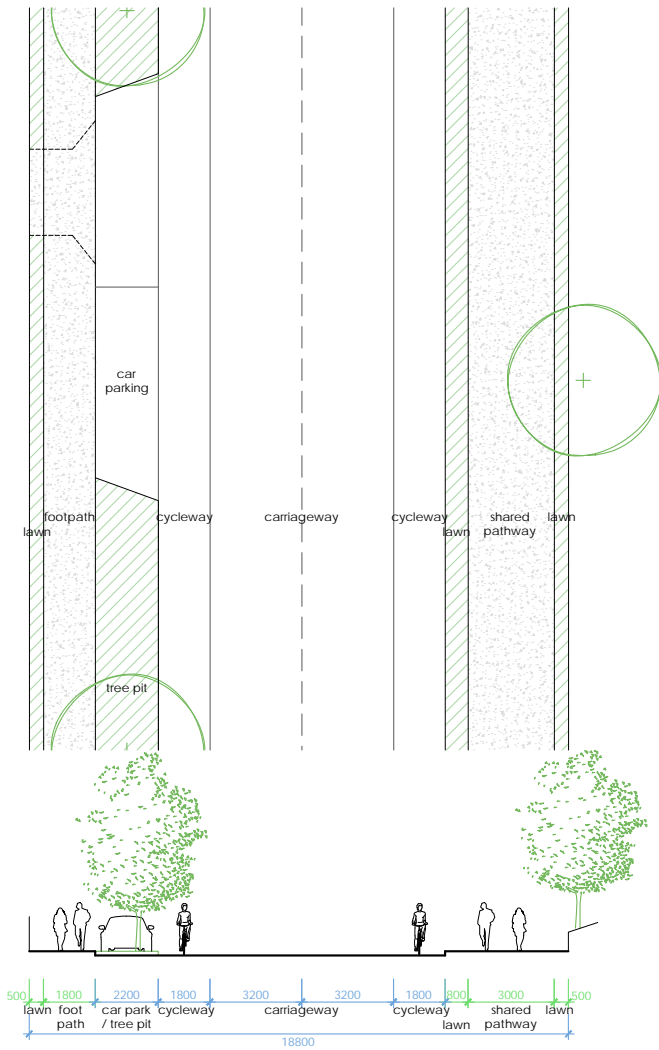 car
parking
footpath
cycleway
carriageway
cycleway
shared
pathway
lawn
lawn
lawn
tree pit
500
1800
2200
1800
3200
3200
1800
800
3000
500
lawn
foot
path
car park
/ tree pit
cycleway
carriageway
cycleway
lawn
shared
pathway
lawn
18800